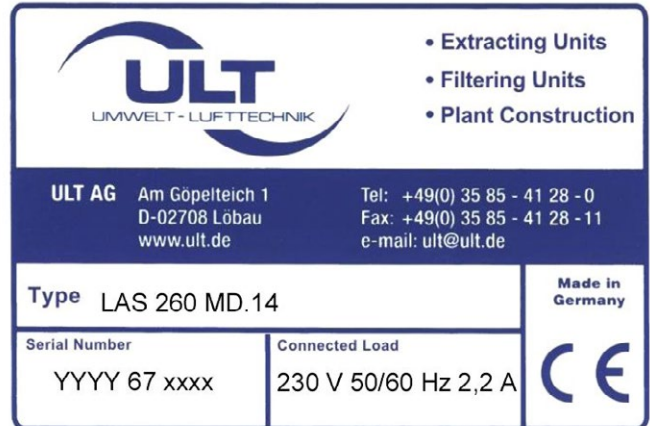 ULT
UMWELT - LUFTTECHNIK
• Extracting Units
• Filtering Units
• Plant Construction
ULT AG Am Göpelteich 1
D-02708 Löbau
www.ult.de
Tel: +49(0) 35 85 - 41 28 - 0
Fax: +49(0) 35 85 - 41 28 - 11
e-mail: ult@ult.de
Type LAS 260 MD.14
Made in
Germany
Serial Number
YYYY 67 xxxx
Connected Load
230 V 50/60 Hz 2,2 A
CE